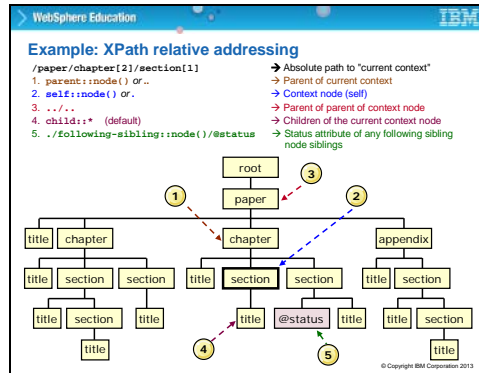 WebSphere Education
IBM
Example: XPath relative addressing
/paper/chapter[2]/section[1] → Absolute path to "current context"
1. parent::node() or .. → Parent of current context
2. self::node() or . → Context node (self)
3. ../.. → Parent of parent of context node
4. child::* (default) → Children of the current context node
5. ./following-sibling::node()/@status → Status attribute of any following sibling
node siblings
root
3
1 paper 2
title chapter chapter appendix
title section section title section section title section
title section title title @status title title section
title 4 5 title
© Copyright IBM Corporation 2013